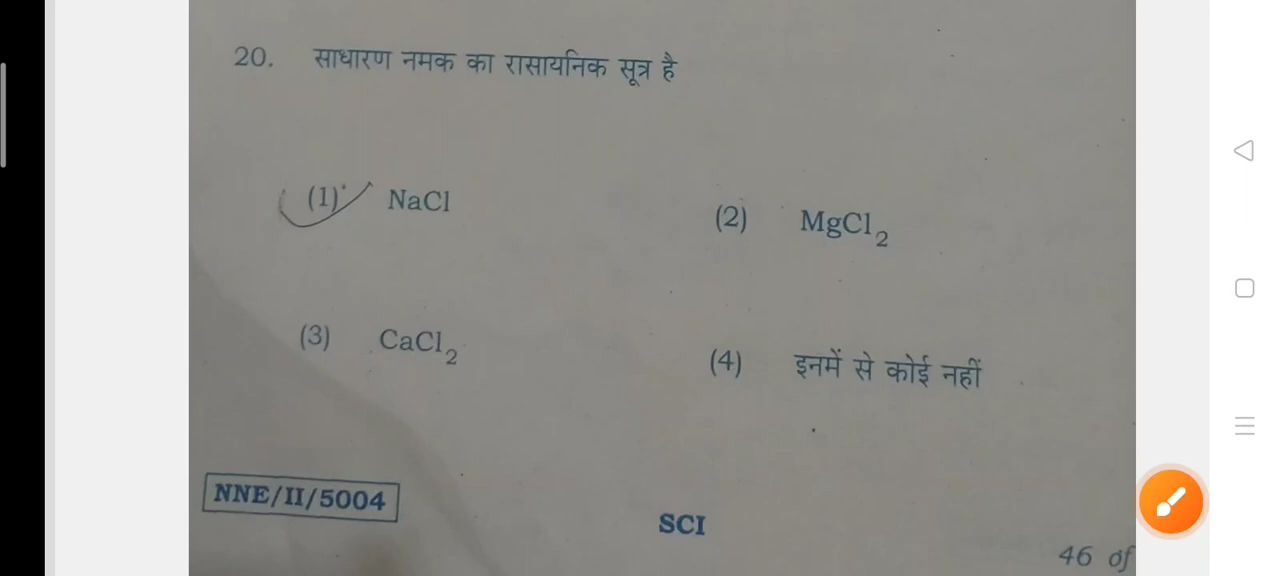 20. साधारण नमक का रासायनिक सूत्र है
(1) NaCl
(2) MgCl₂
(3) CaCl₂
(4) इनमें से कोई नहीं
NNE/II/5004
SCI
46 of